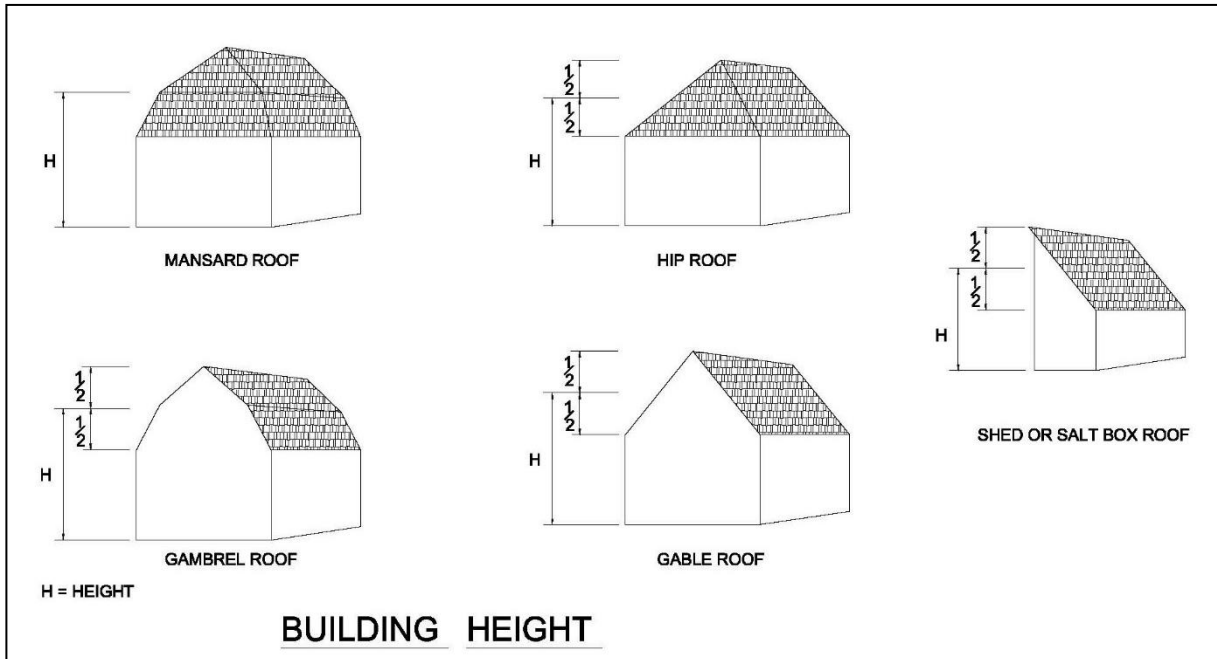 1/2
1/2
H
MANSARD ROOF
H
HIP ROOF
1/2
1/2
H
SHED OR SALT BOX ROOF
1/2
1/2
H
GAMBREL ROOF
1/2
1/2
H
GABLE ROOF
H = HEIGHT
BUILDING HEIGHT